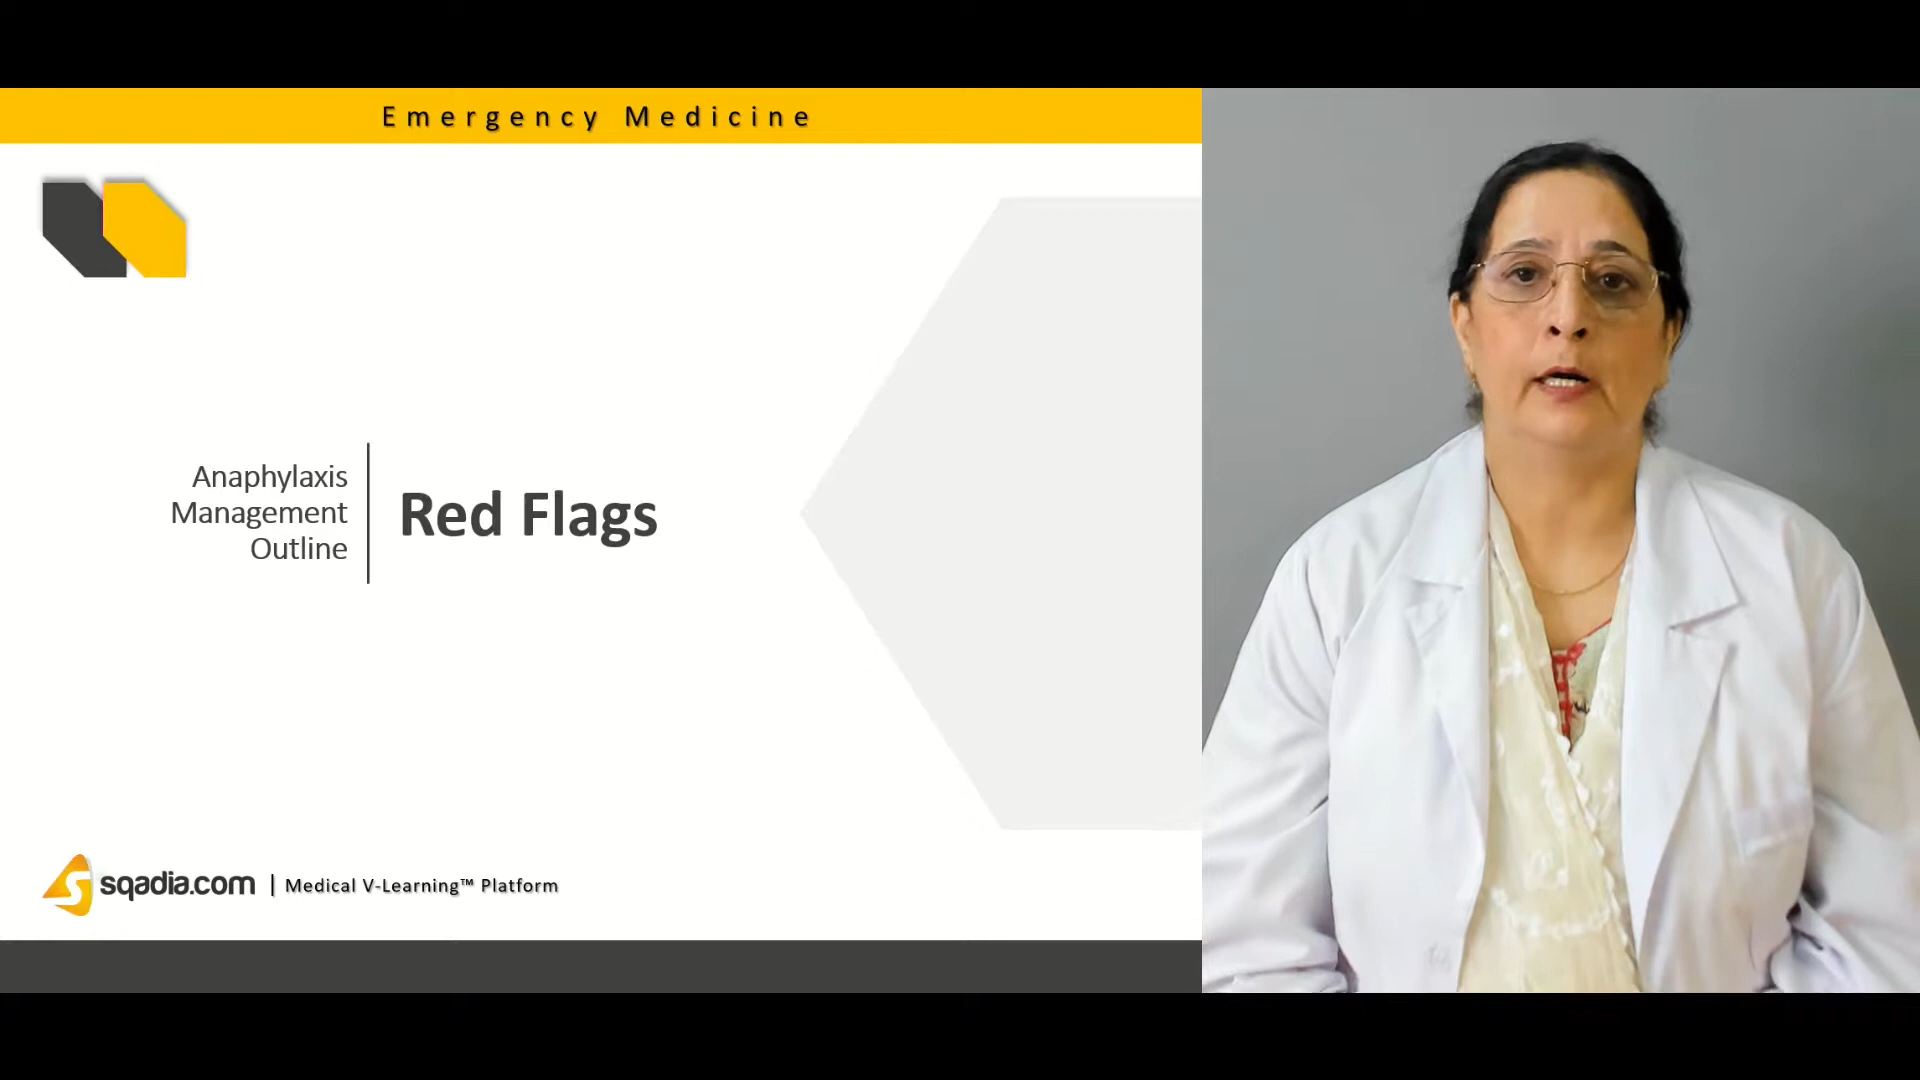 Emergency Medicine
Anaphylaxis
Management
Outline
Red Flags
sqadia.com | Medical V-Learning™ Platform